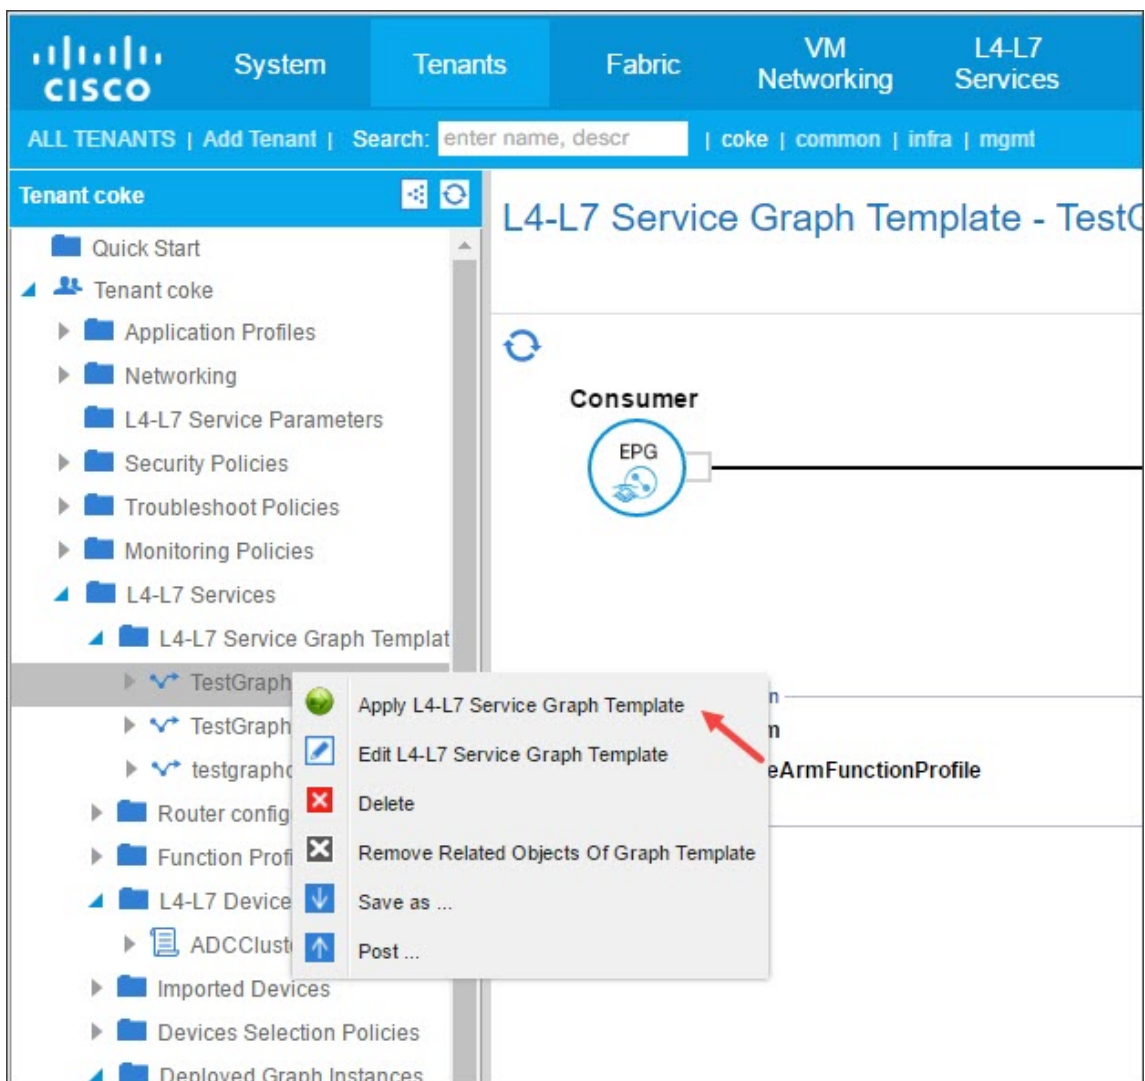 CISCO
System
Tenants
Fabric
VM
Networking
L4-L7
Services
ALL TENANTS | Add Tenant | Search: enter name, descr | coke | common | infra | mgmt
Tenant coke
Quick Start
Tenant coke
Application Profiles
Networking
L4-L7 Service Parameters
Security Policies
Troubleshoot Policies
Monitoring Policies
L4-L7 Services
L4-L7 Service Graph Templat
TestGraph
TestGraph
testgraph
Router config
Function Profi
L4-L7 Device
ADCClust
Imported Devices
Devices Selection Policies
Deployed Graph Instances
L4-L7 Service Graph Template - Test
Consumer
EPG
Apply L4-L7 Service Graph Template
Edit L4-L7 Service Graph Template
Delete
Remove Related Objects Of Graph Template
Save as ...
Post ...
n
m
eArmFunctionProfile